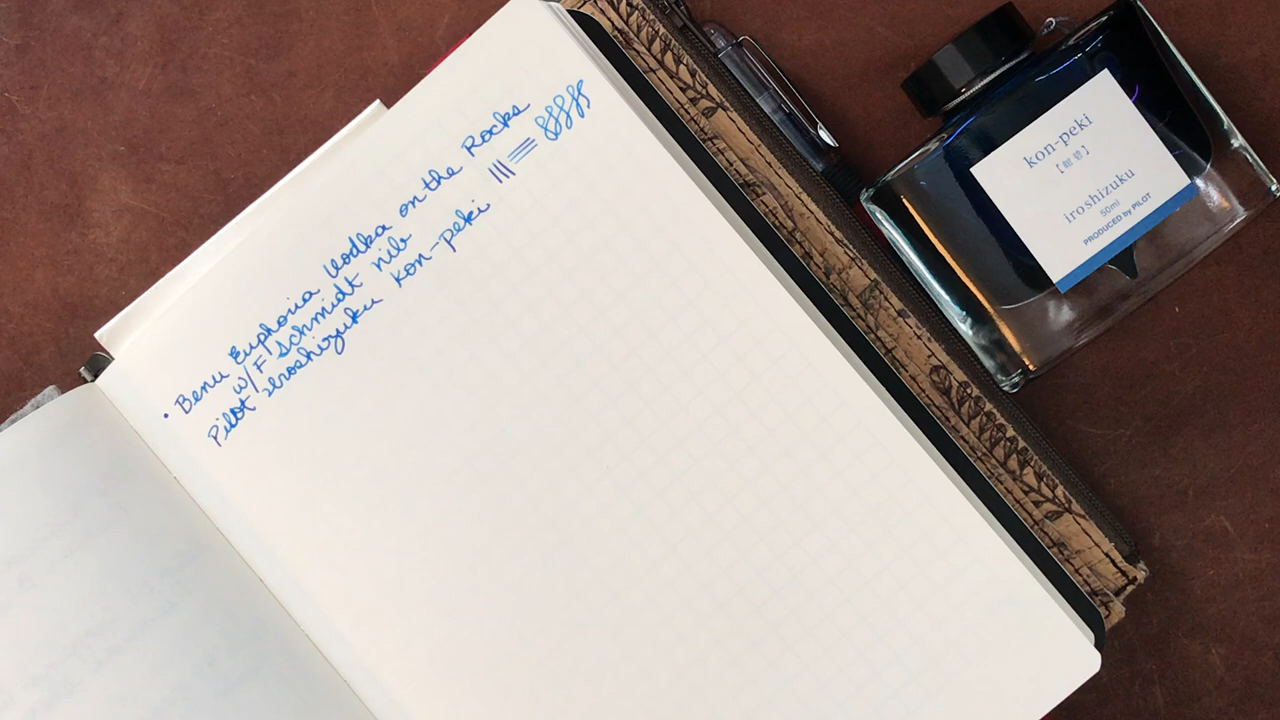 • Benu Euphoria Vodka on the Rocks
w/F Schmidt nib
Pilot iroshizuku kon-peki
kon-peki
【紺碧】
iroshizuku
50ml
PRODUCED by PILOT